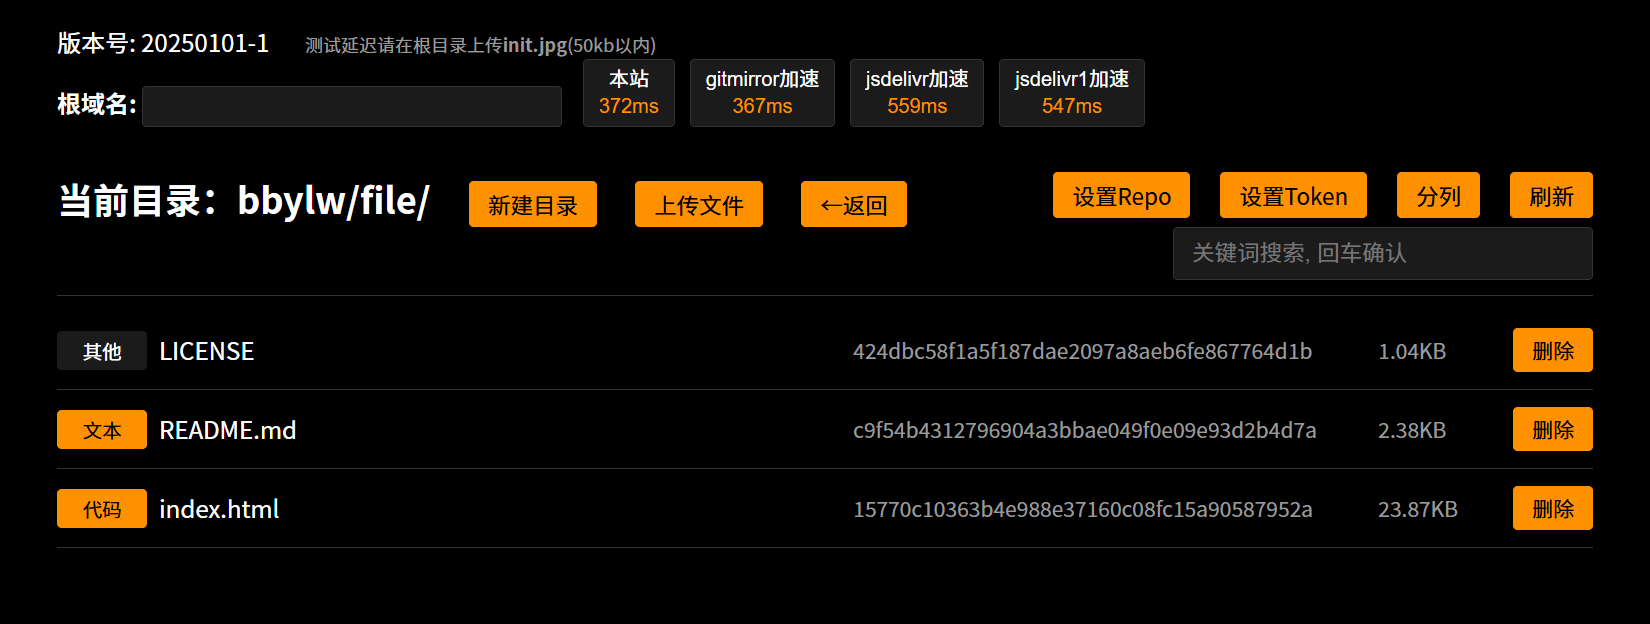 版本号: 20250101-1 测试延迟请在根目录上传init.jpg(50kb以内)
根域名: 本站 gitmirror加速 jsdelivr加速 jsdelivr1加速
372ms 367ms 559ms 547ms
当前目录：bbylw/file/ 新建目录 上传文件 ←返回 设置Repo 设置Token 分列 刷新
关键词搜索, 回车确认
其他 LICENSE 424dbc58f1a5f187dae2097a8aeb6fe867764d1b 1.04KB 删除
文本 README.md c9f54b4312796904a3bbae049f0e09e93d2b4d7a 2.38KB 删除
代码 index.html 15770c10363b4e988e37160c08fc15a90587952a 23.87KB 删除